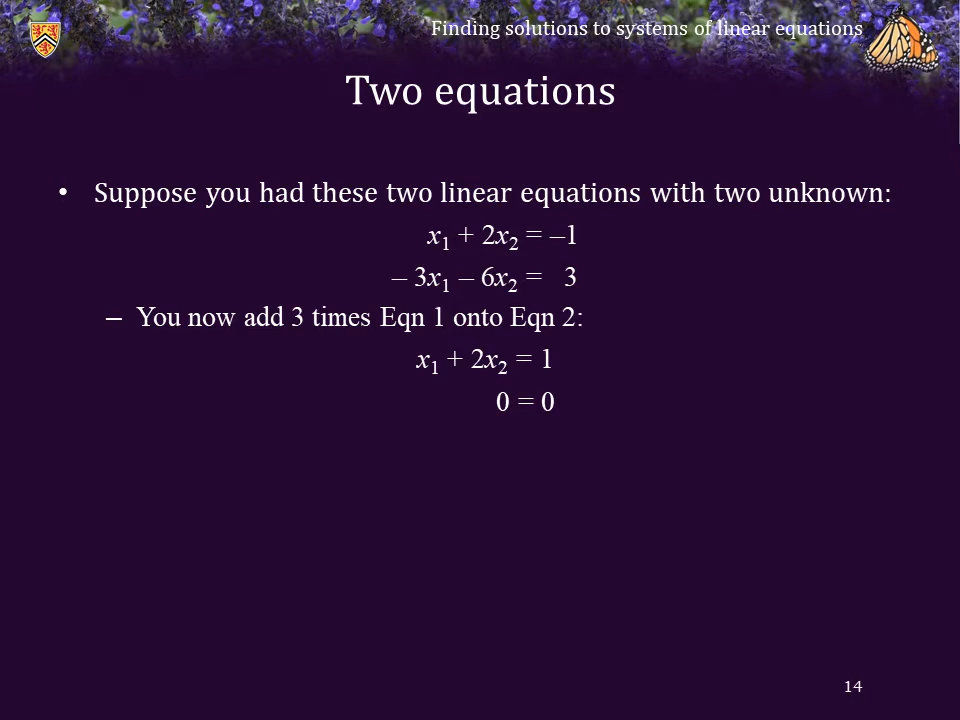 Finding solutions to systems of linear equations
Two equations
• Suppose you had these two linear equations with two unknown:
x₁ + 2x₂ = –1
– 3x₁ – 6x₂ = 3
– You now add 3 times Eqn 1 onto Eqn 2:
x₁ + 2x₂ = 1
0 = 0
14